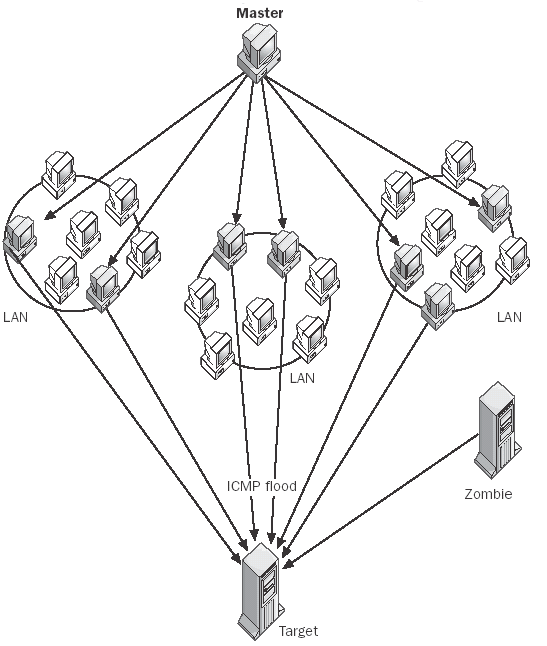 Master
LAN
LAN
LAN
ICMP flood
Zombie
Target